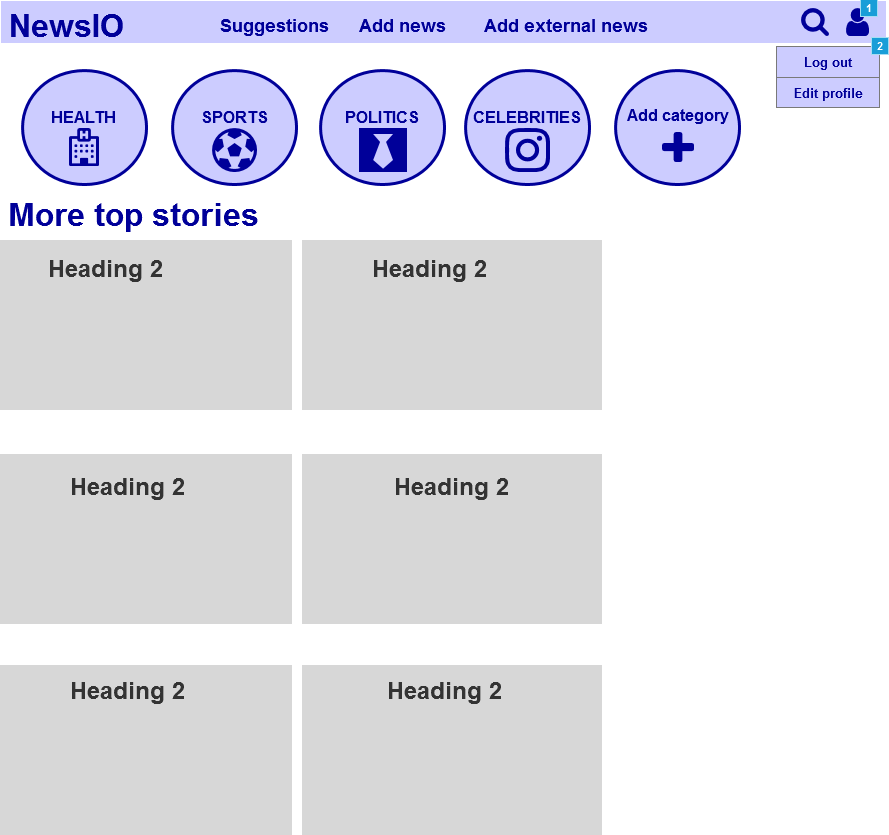 NewsIO
Suggestions
Add news
Add external news
1
2
Log out
Edit profile
HEALTH
SPORTS
POLITICS
CELEBRITIES
Add category
More top stories
Heading 2
Heading 2
Heading 2
Heading 2
Heading 2
Heading 2